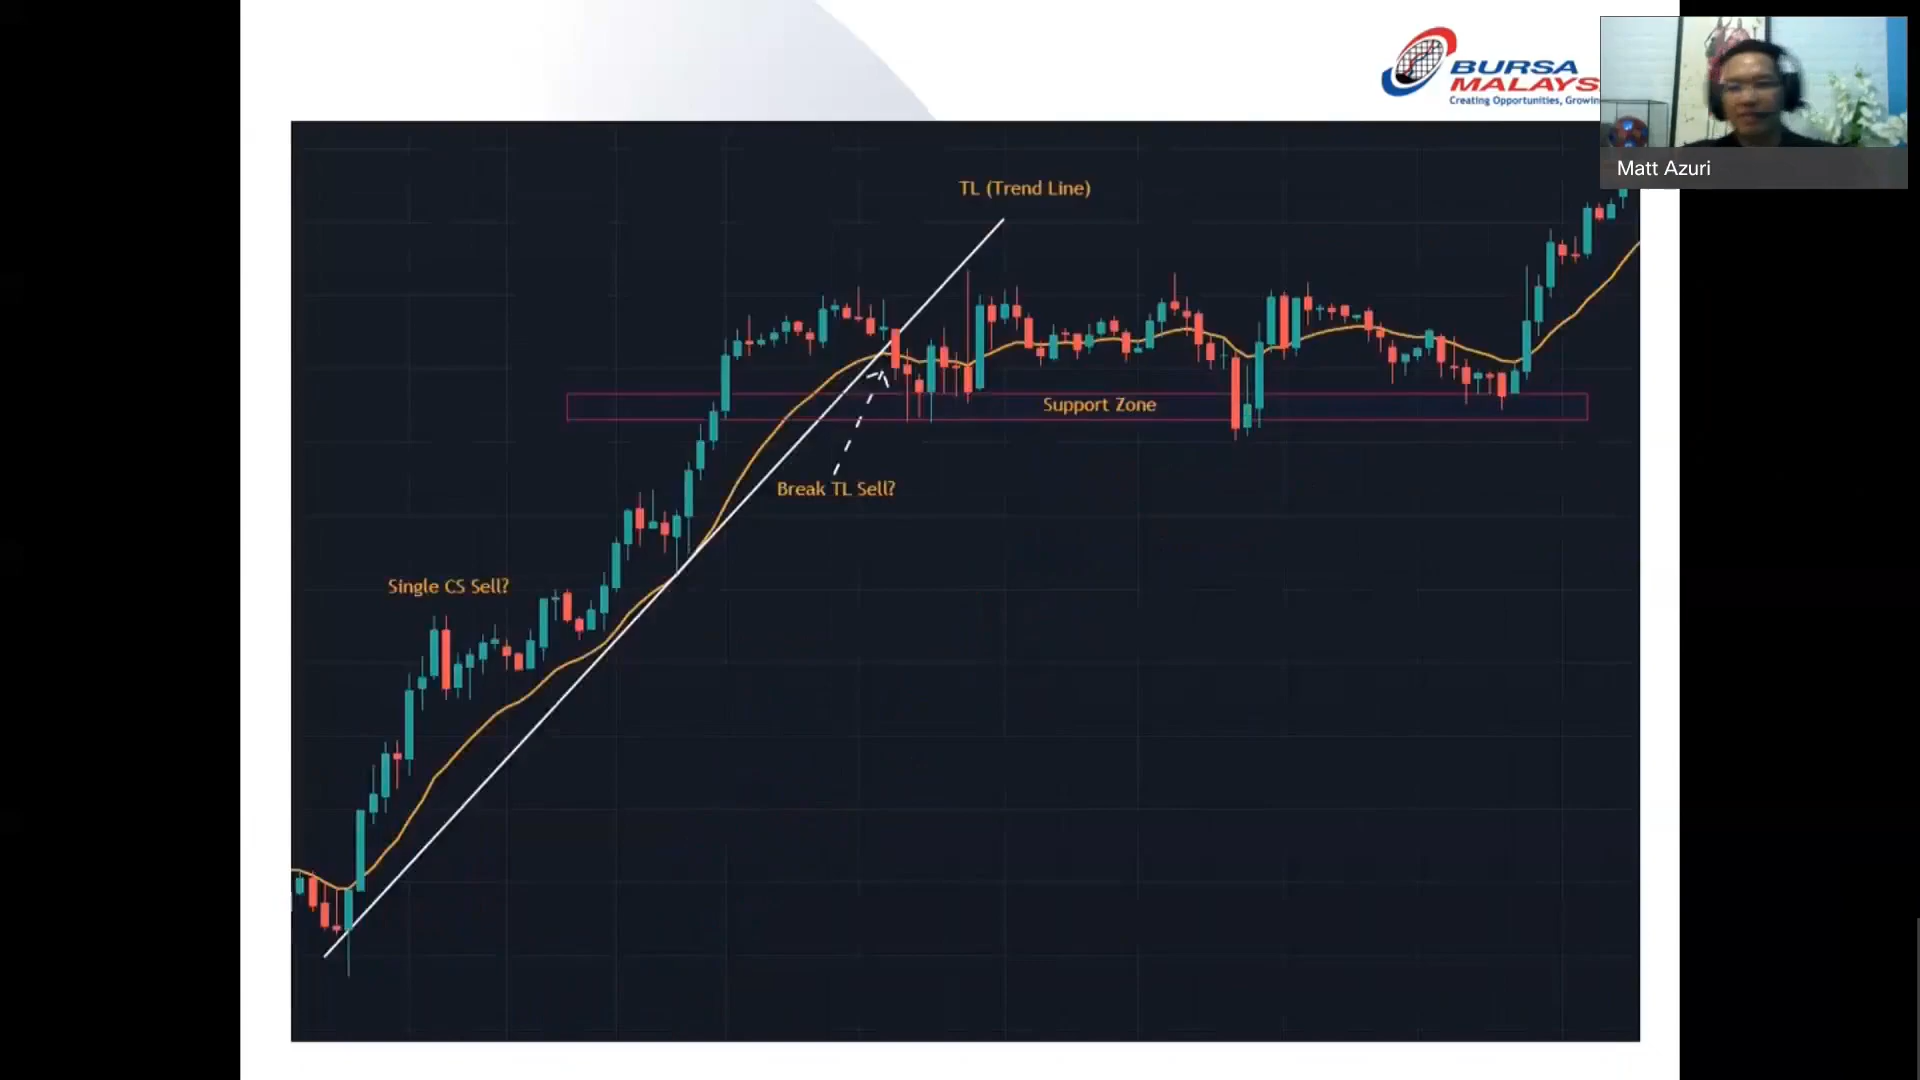 BURSA
MALAYS
Creating Opportunities, Growin
Matt Azuri
TL (Trend Line)
Support Zone
Break TL Sell?
Single CS Sell?